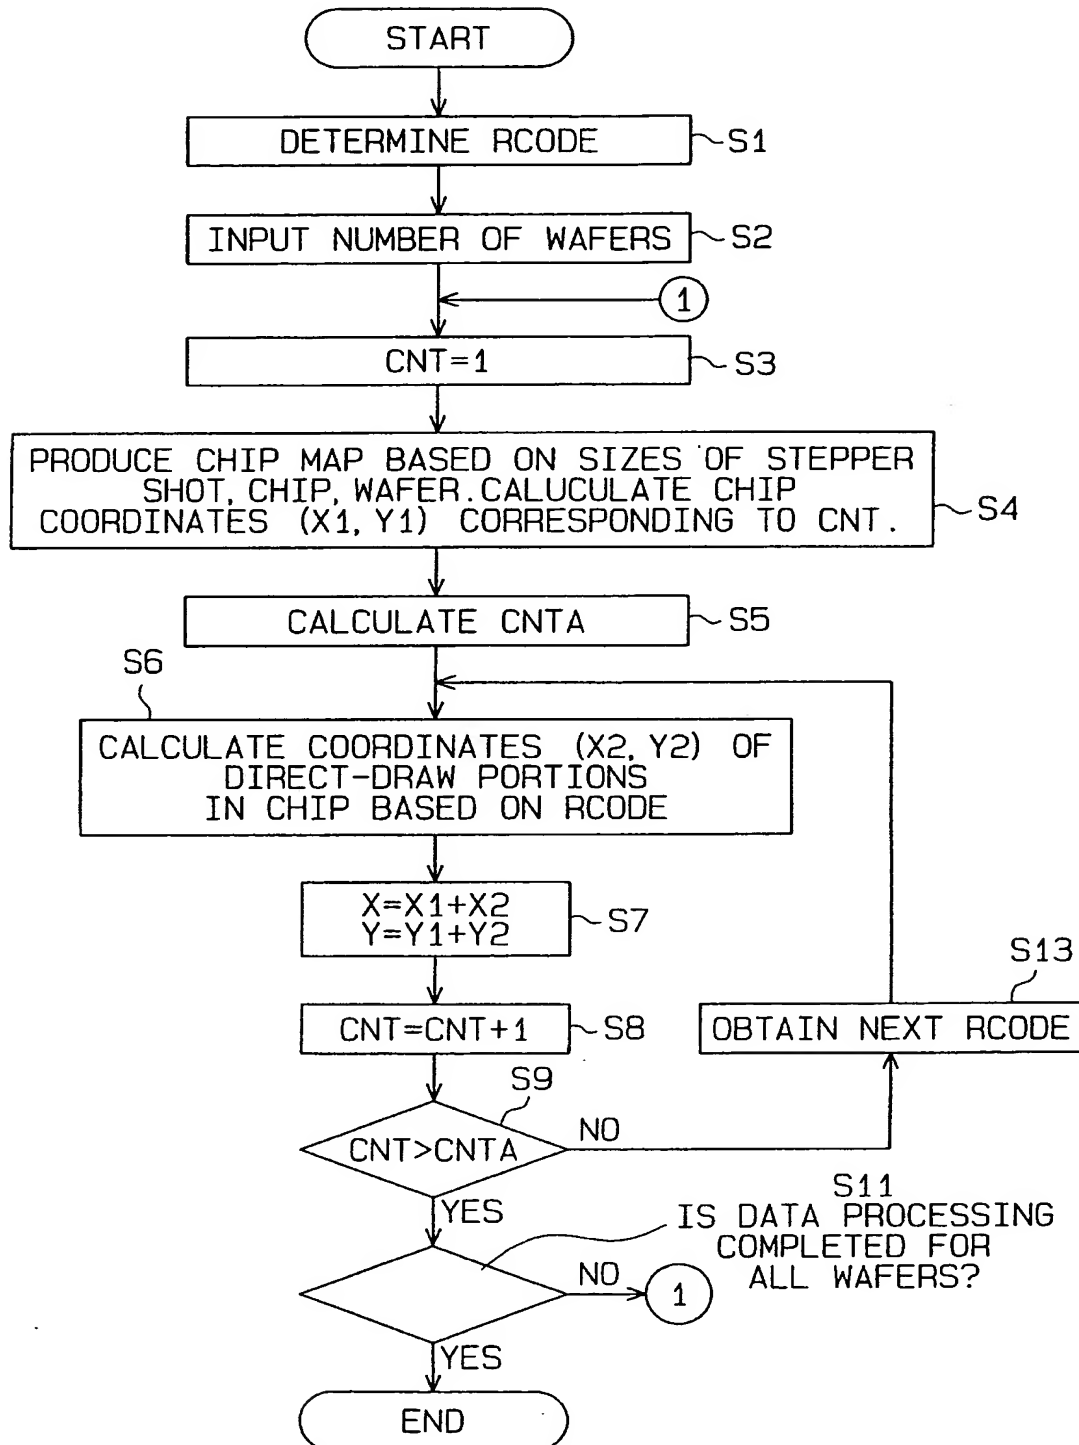 START
DETERMINE RCODE
S1
INPUT NUMBER OF WAFERS
S2
1
CNT=1
S3
PRODUCE CHIP MAP BASED ON SIZES OF STEPPER
SHOT, CHIP, WAFER. CALUCULATE CHIP
COORDINATES (X1, Y1) CORRESPONDING TO CNT.
S4
CALCULATE CNTA
S5
S6
CALCULATE COORDINATES (X2, Y2) OF
DIRECT-DRAW PORTIONS
IN CHIP BASED ON RCODE
X=X1+X2
Y=Y1+Y2
S7
S13
CNT=CNT+1
S8
OBTAIN NEXT RCODE
S9
CNT>CNTA
NO
YES
S11
IS DATA PROCESSING
COMPLETED FOR
ALL WAFERS?
NO
1
YES
END